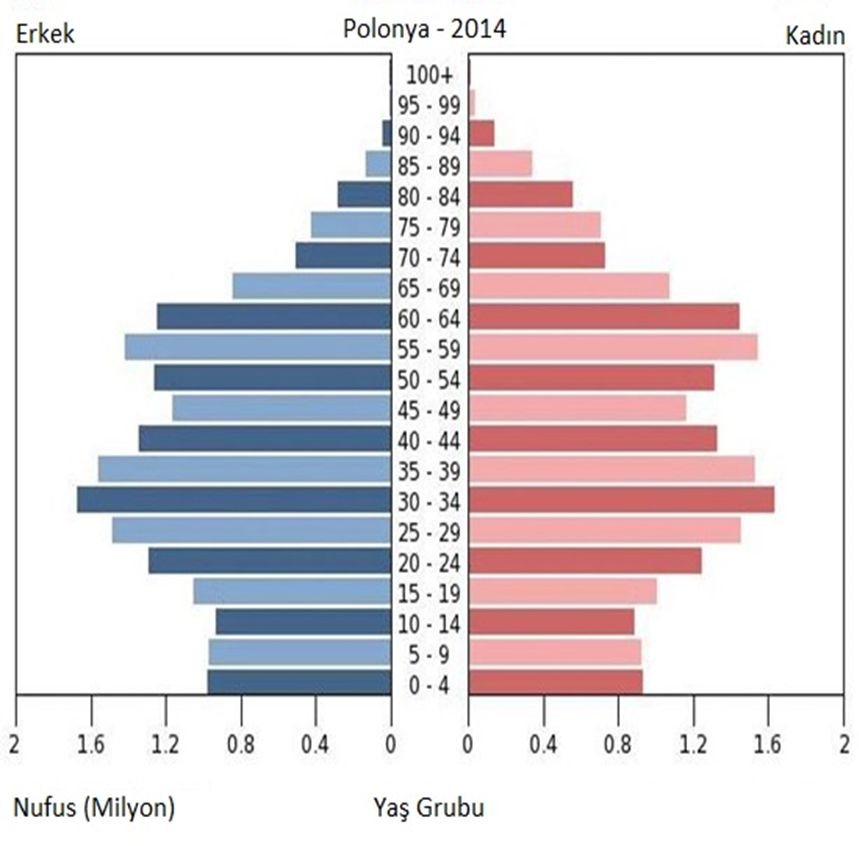 Erkek
Polonya - 2014
Kadın
100+
95 - 99
90 - 94
85 - 89
80 - 84
75 - 79
70 - 74
65 - 69
60 - 64
55 - 59
50 - 54
45 - 49
40 - 44
35 - 39
30 - 34
25 - 29
20 - 24
15 - 19
10 - 14
5 - 9
0 - 4
2 1.6 1.2 0.8 0.4 0 0 0.4 0.8 1.2 1.6 2
Nufus (Milyon)
Yaş Grubu